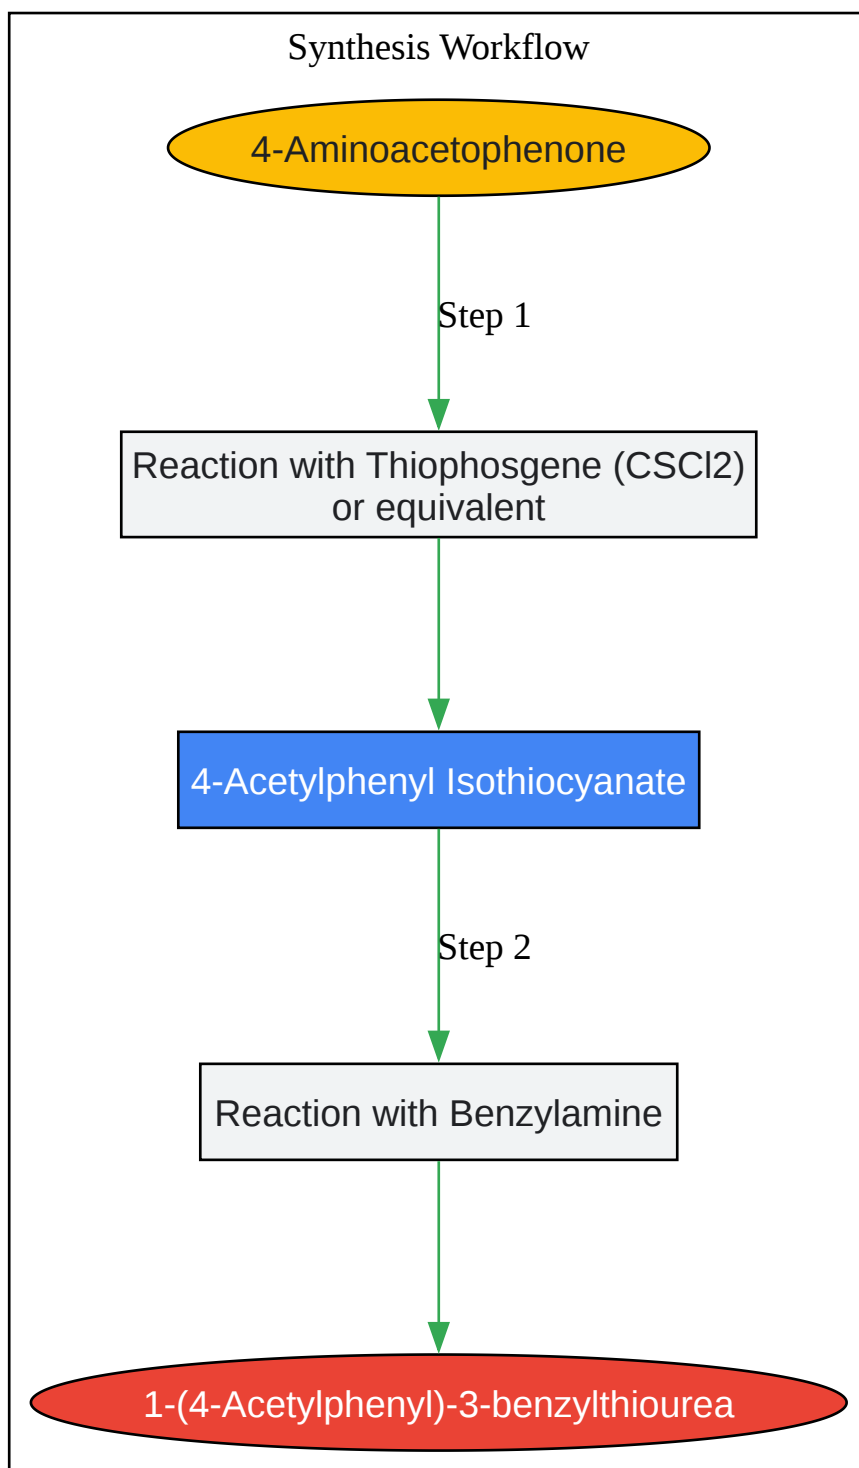 Synthesis Workflow
4-Aminoacetophenone
Step 1
Reaction with Thiophosgene (CSCl2)
or equivalent
4-Acetylphenyl Isothiocyanate
Step 2
Reaction with Benzylamine
1-(4-Acetylphenyl)-3-benzylthiourea